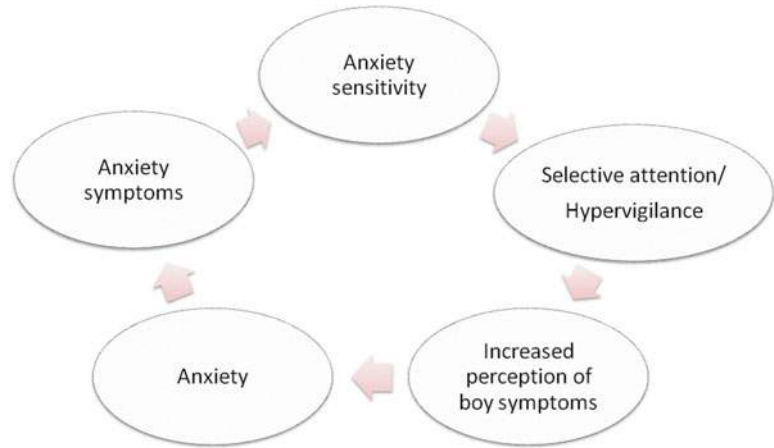 Anxiety
sensitivity
Selective attention/
Hypervigilance
Increased
perception of
boy symptoms
Anxiety
Anxiety
symptoms